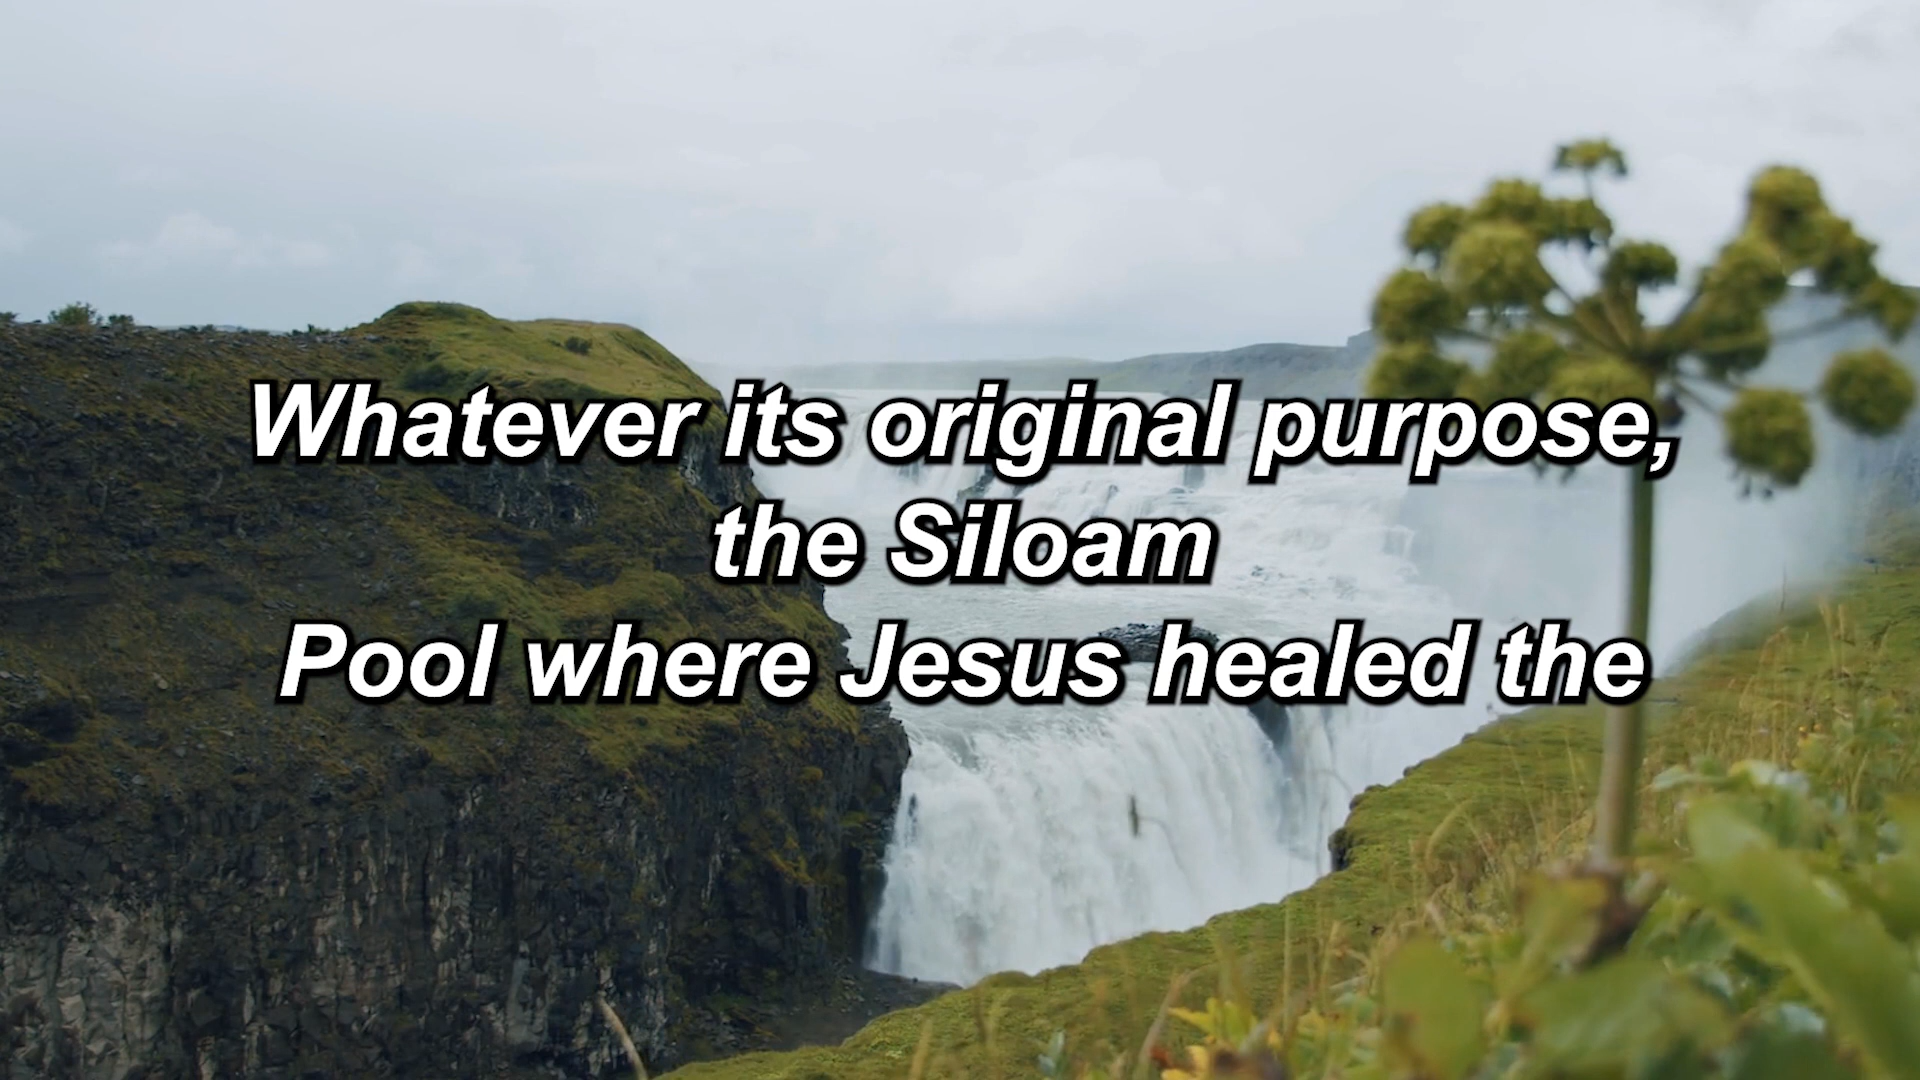 Whatever its original purpose,
the Siloam
Pool where Jesus healed the